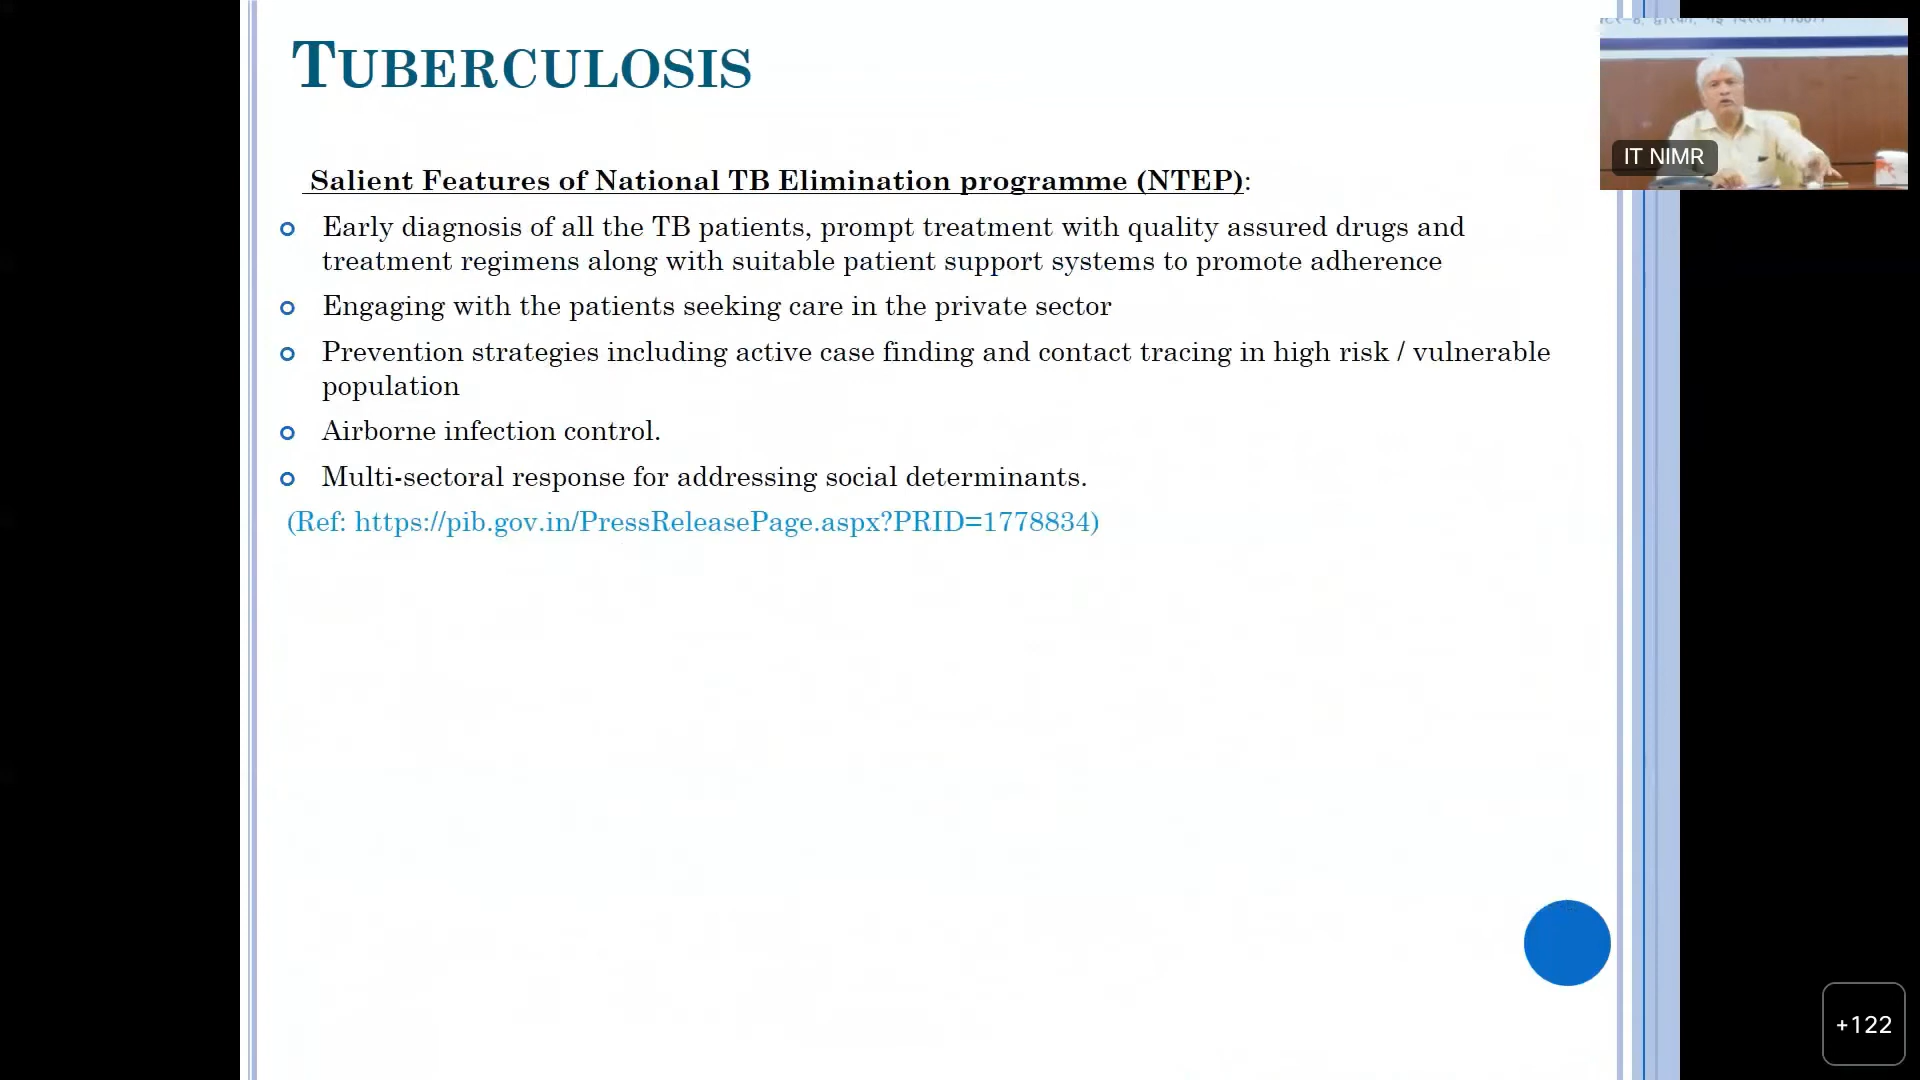 TUBERCULOSIS
Salient Features of National TB Elimination programme (NTEP):
Early diagnosis of all the TB patients, prompt treatment with quality assured drugs and
treatment regimens along with suitable patient support systems to promote adherence
Engaging with the patients seeking care in the private sector
Prevention strategies including active case finding and contact tracing in high risk / vulnerable
population
Airborne infection control.
Multi-sectoral response for addressing social determinants.
(Ref: https://pib.gov.in/PressReleasePage.aspx?PRID=1778834)
IT NIMR
+122